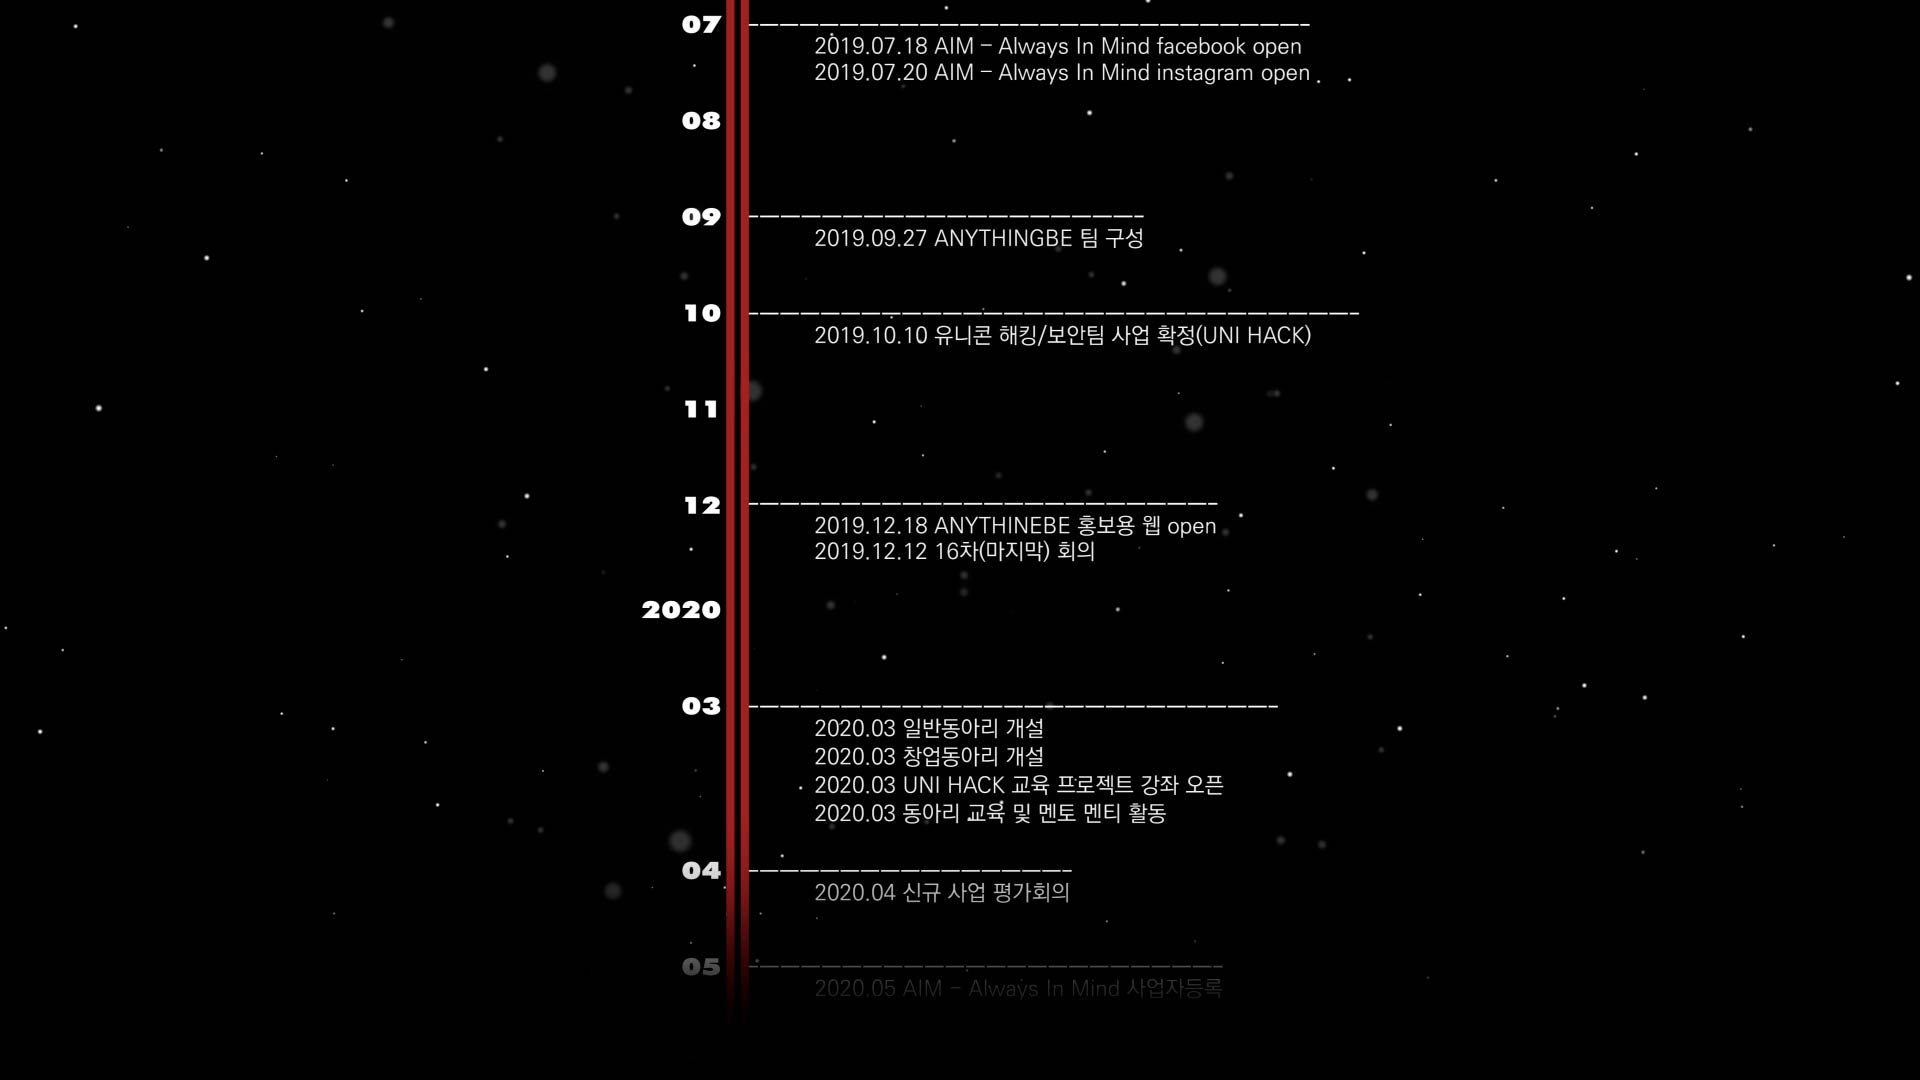 07
2019.07.18 AIM - Always In Mind facebook open
2019.07.20 AIM - Always In Mind instagram open
08
09
2019.09.27 ANYTHINGBE 팀 구성
10
2019.10.10 유니콘 해킹/보안팀 사업 확정(UNI HACK)
11
12
2019.12.18 ANYTHINEBE 홍보용 웹 open
2019.12.12 16차(마지막) 회의
2020
03
2020.03 일반동아리 개설
2020.03 창업동아리 개설
2020.03 UNI HACK 교육 프로젝트 강좌 오픈
2020.03 동아리 교육 및 멘토 멘티 활동
04
2020.04 신규 사업 평가회의
05
2020.05 AIM - Always In Mind 사업자등록